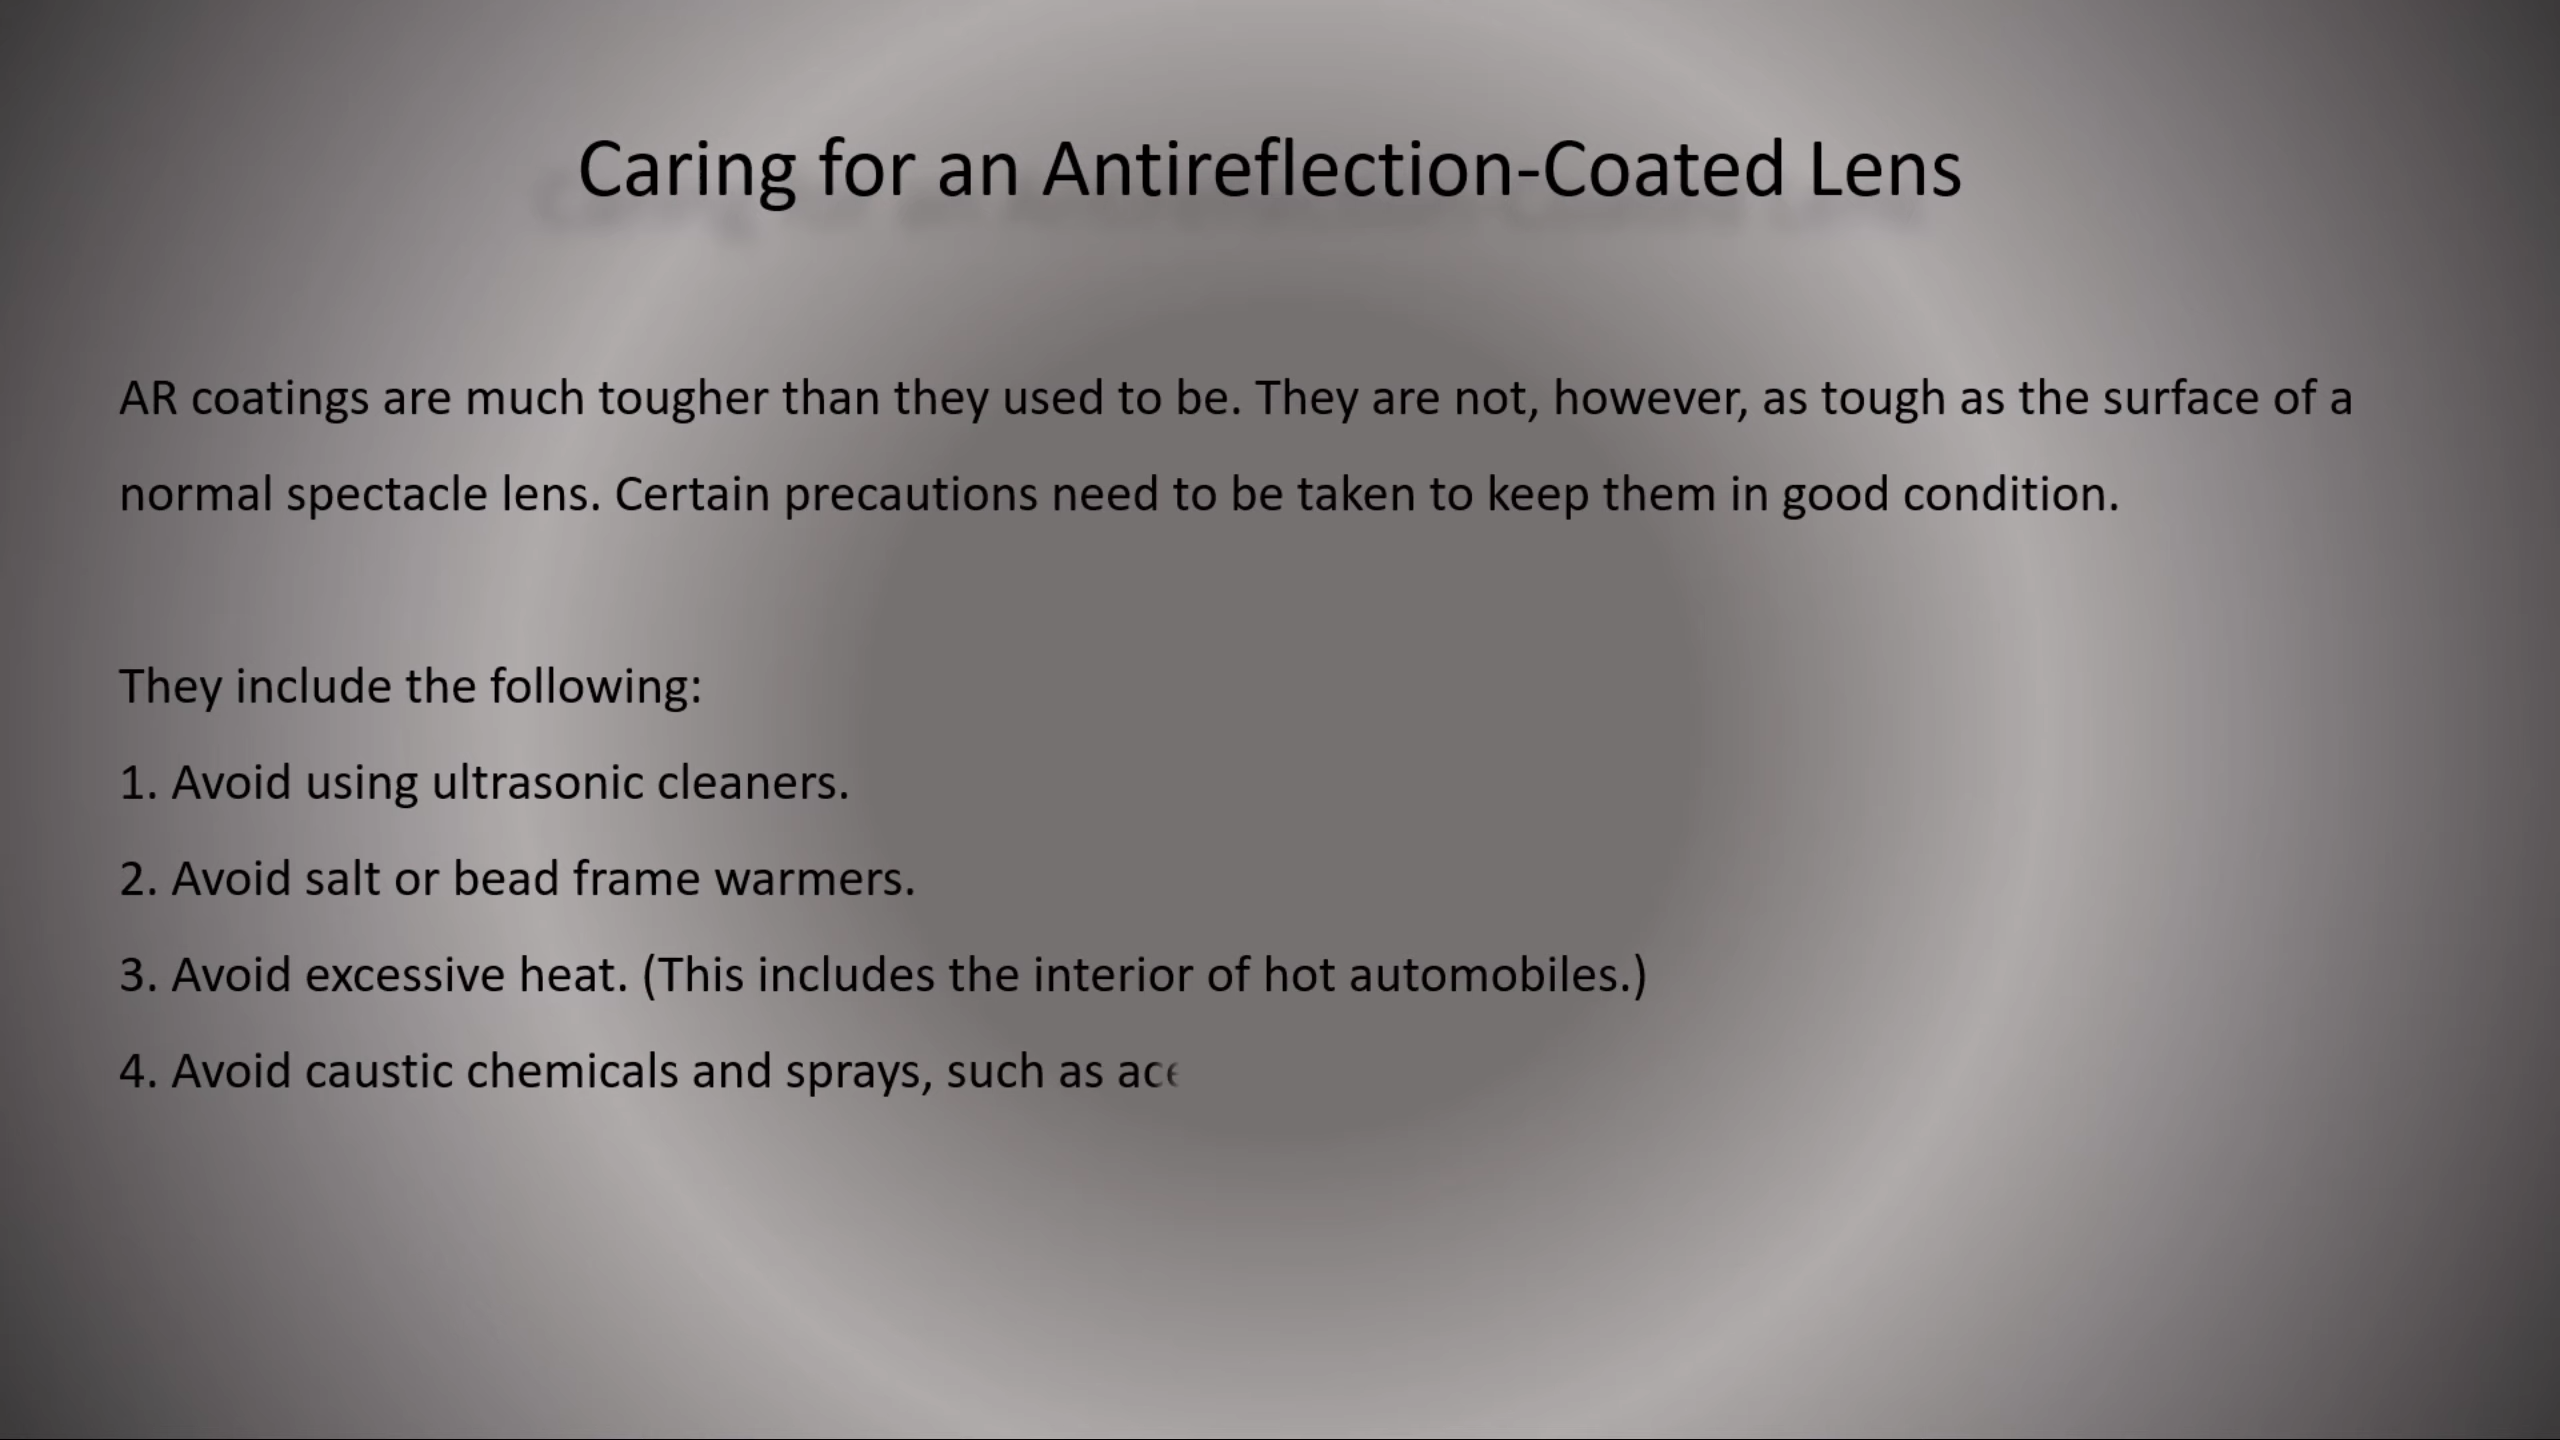 Caring for an Antireflection-Coated Lens
AR coatings are much tougher than they used to be. They are not, however, as tough as the surface of a
normal spectacle lens. Certain precautions need to be taken to keep them in good condition.
They include the following:
1. Avoid using ultrasonic cleaners.
2. Avoid salt or bead frame warmers.
3. Avoid excessive heat. (This includes the interior of hot automobiles.)
4. Avoid caustic chemicals and sprays, such as